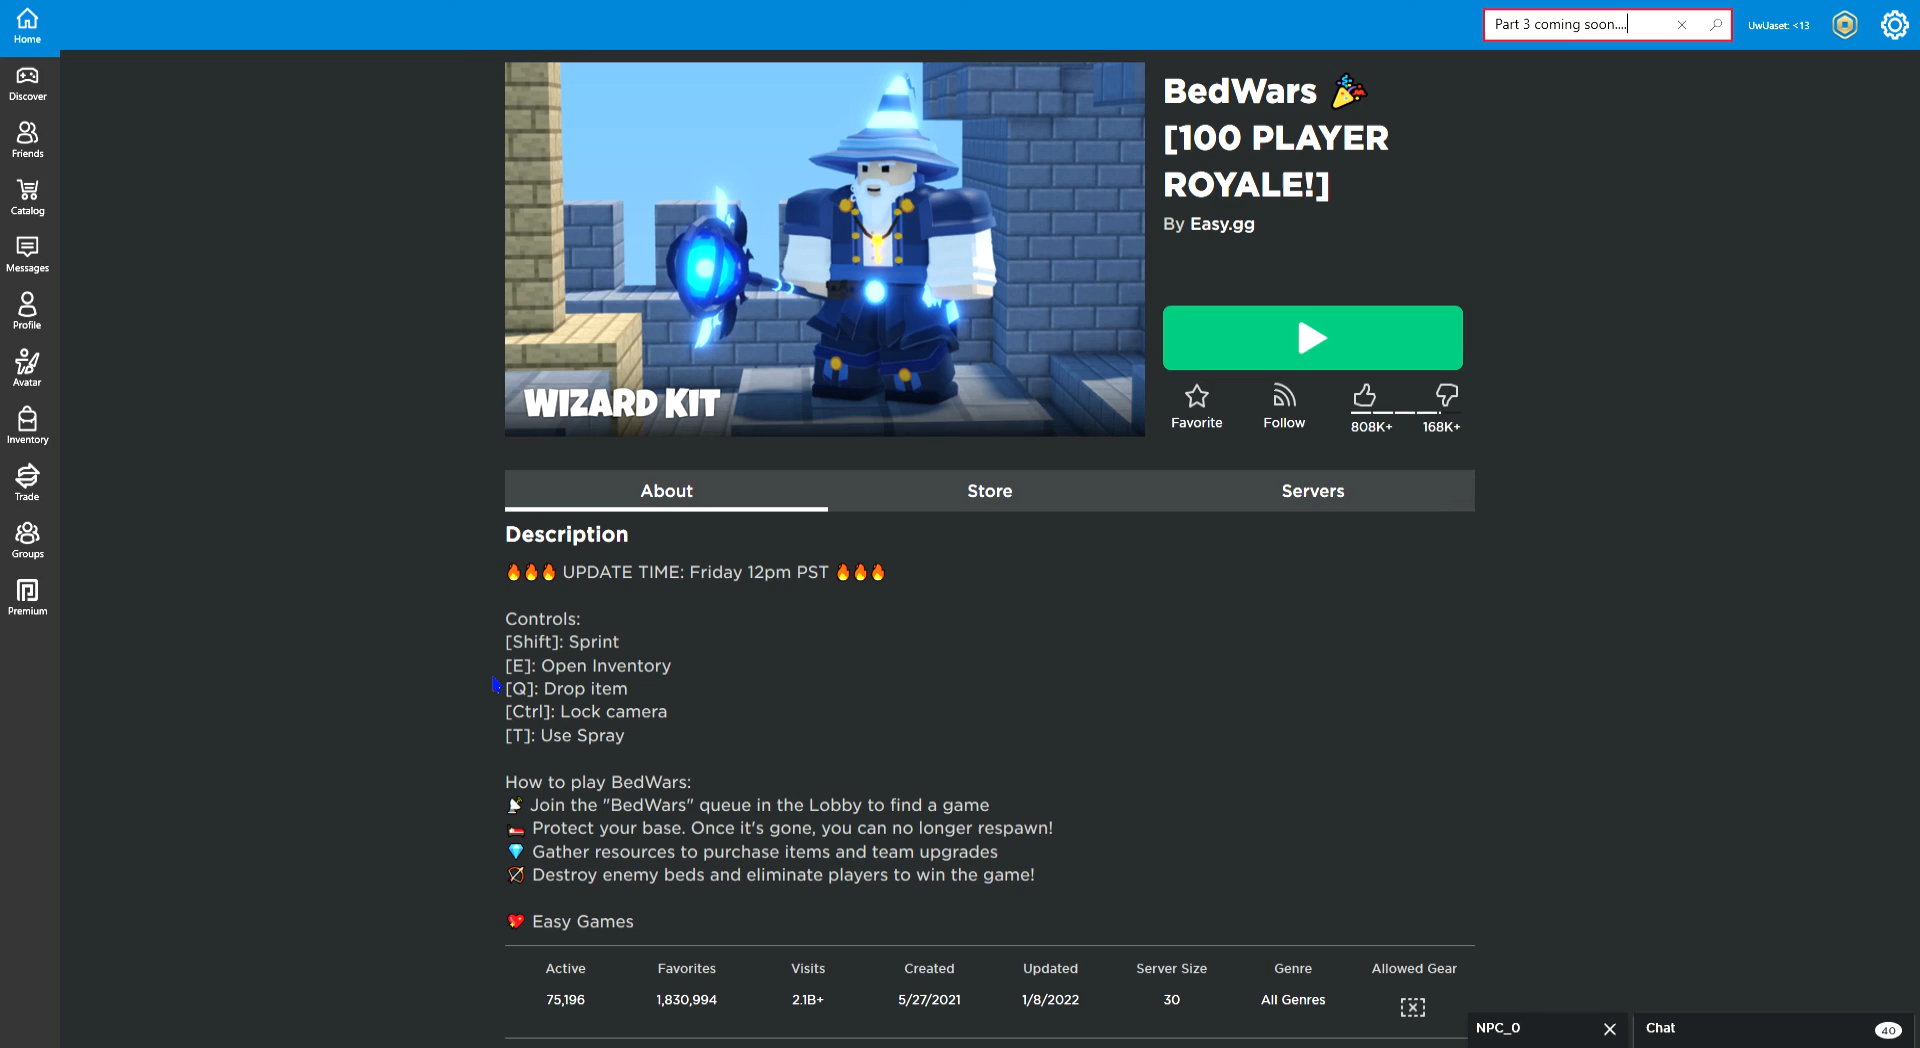 Home
Part 3 coming soon....
UwUaset: <13
Discover
Friends
Catalog
Messages
Profile
Avatar
Inventory
Trade
Groups
Premium
WIZARD KIT
BedWars 🎉
[100 PLAYER
ROYALE!]
By Easy.gg
Favorite
Follow
808K+
168K+
About
Store
Servers
Description
🔥🔥🔥 UPDATE TIME: Friday 12pm PST 🔥🔥🔥
Controls:
[Shift]: Sprint
[E]: Open Inventory
[Q]: Drop item
[Ctrl]: Lock camera
[T]: Use Spray
How to play BedWars:
📡 Join the "BedWars" queue in the Lobby to find a game
🛏️ Protect your base. Once it's gone, you can no longer respawn!
💎 Gather resources to purchase items and team upgrades
🏹 Destroy enemy beds and eliminate players to win the game!
💖 Easy Games
Active Favorites Visits Created Updated Server Size Genre Allowed Gear
75,196 1,830,994 2.1B+ 5/27/2021 1/8/2022 30 All Genres
NPC_0
Chat
40